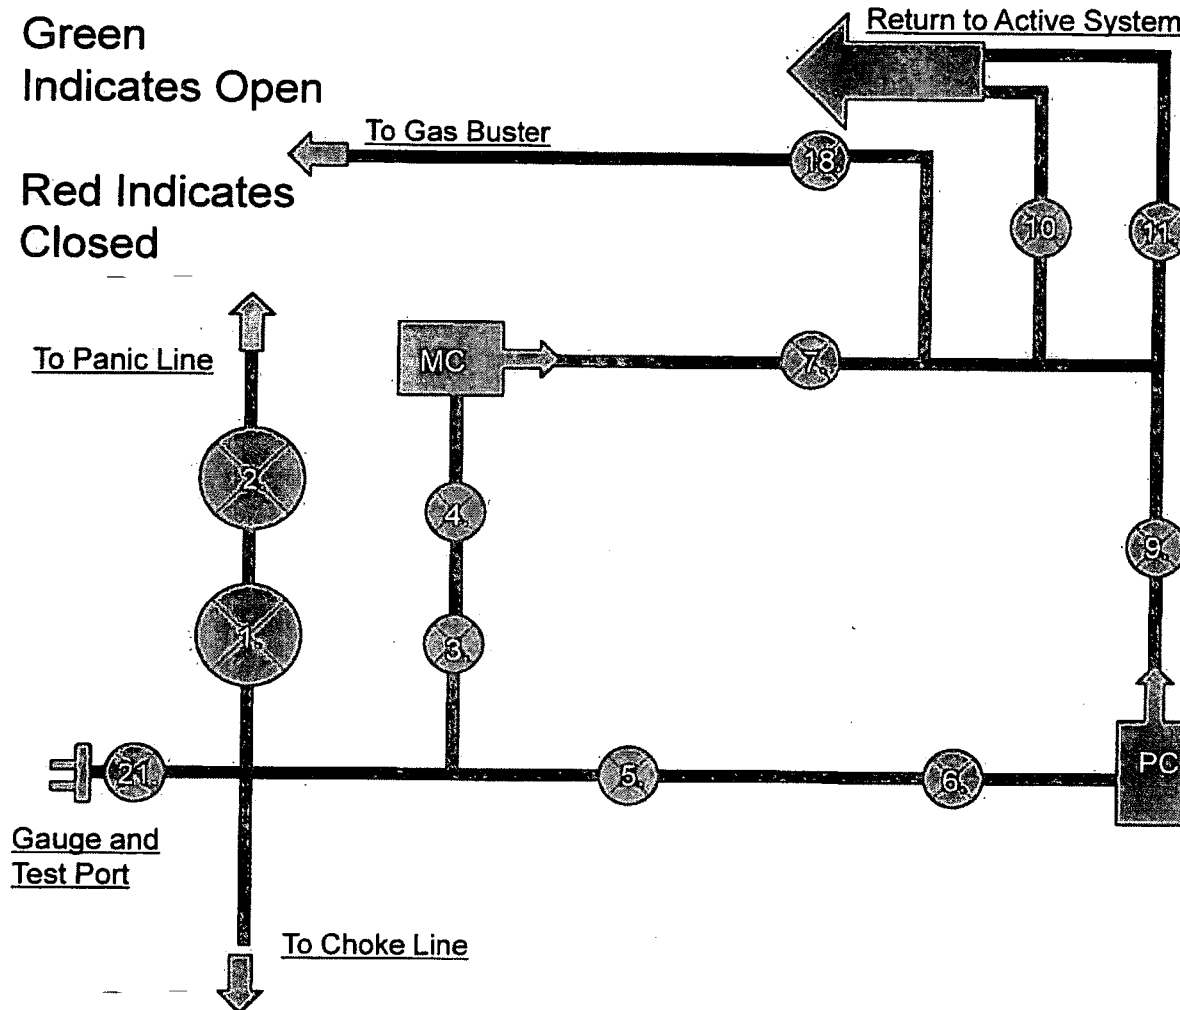 Green
Indicates Open
Return to Active System
To Gas Buster
18.
Red Indicates
Closed
10.
11.
To Panic Line
MC
7.
2.
4.
9.
1.
3.
21.
5.
6.
PC
Gauge and
Test Port
To Choke Line